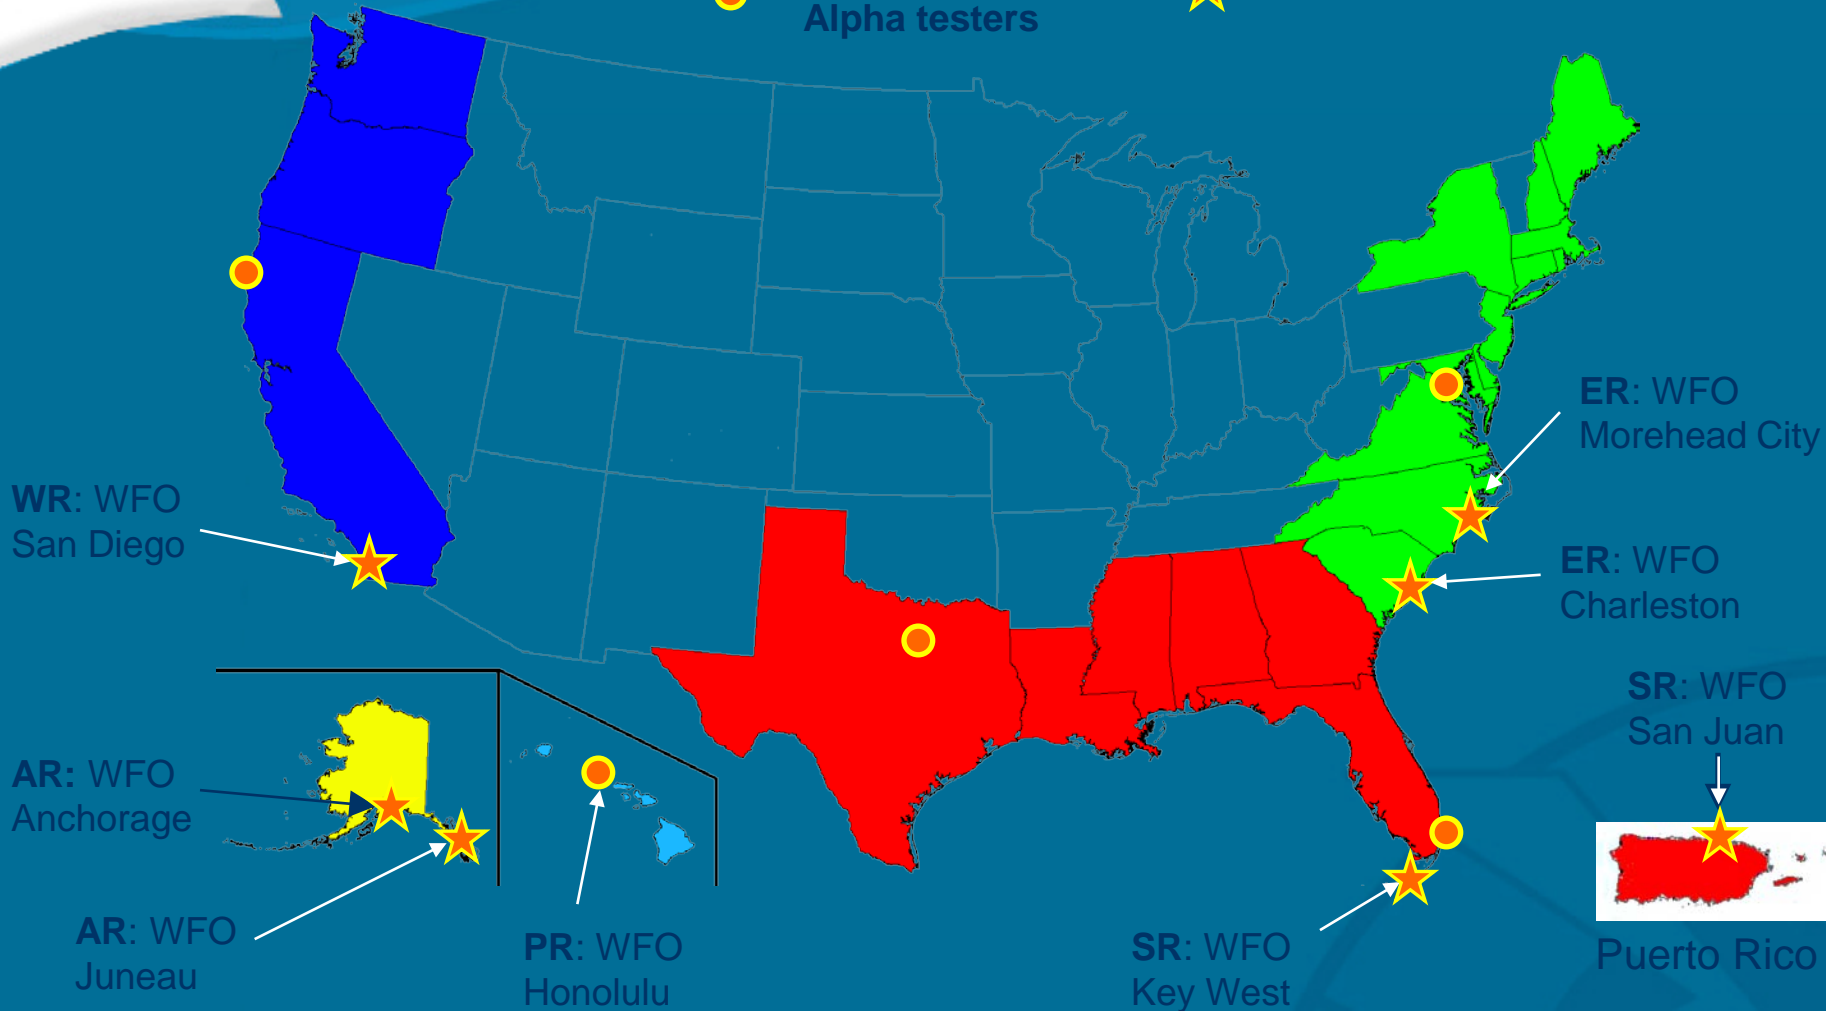 Alpha testers
ER: WFO
Morehead City
WR: WFO
San Diego
ER: WFO
Charleston
SR: WFO
San Juan
AR: WFO
Anchorage
AR: WFO
Juneau
PR: WFO
Honolulu
SR: WFO
Key West
Puerto Rico